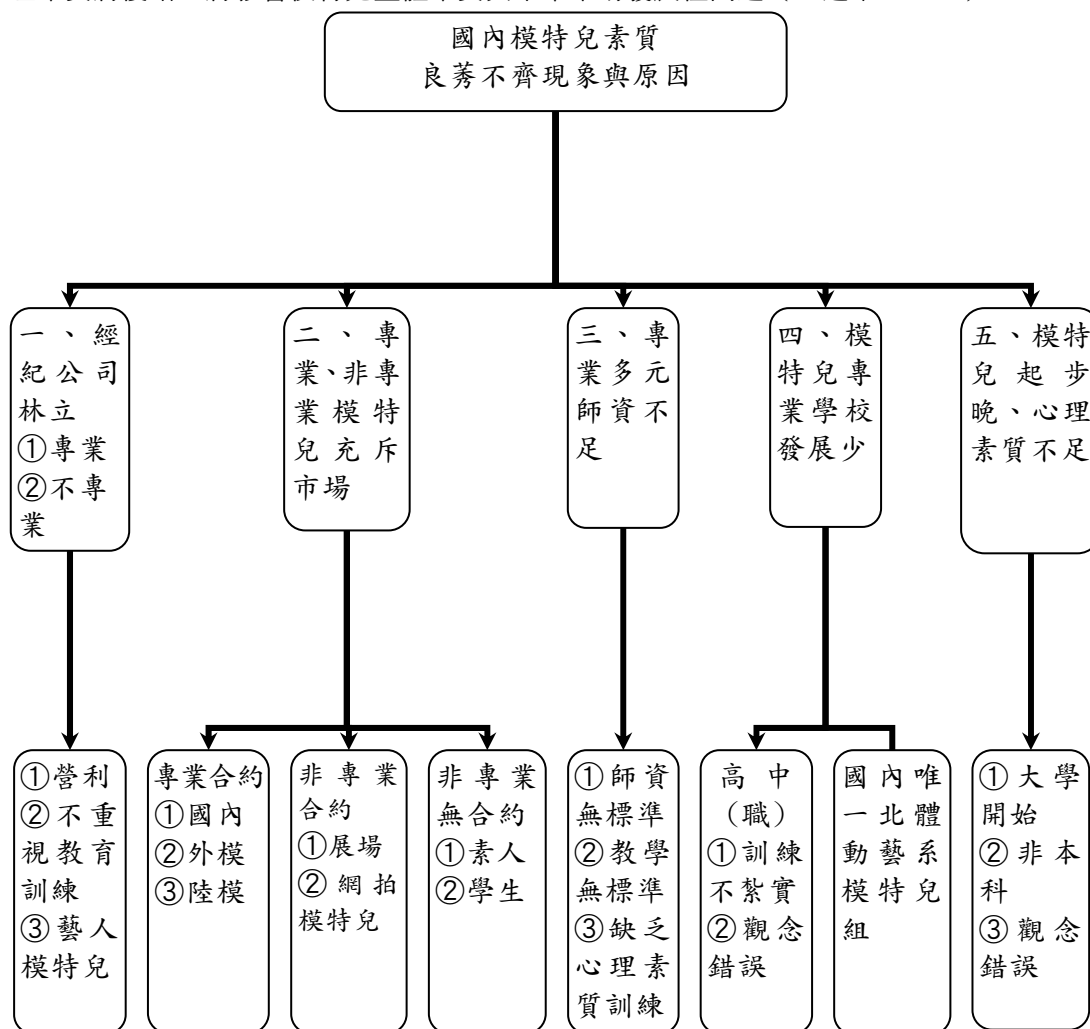 國內模特兒素質
良莠不齊現象與原因
一、經
紀公司
林立
①專業
②不專
業
二、專
業、非專
業模特
兒充斥
市場
三、專
業多元
師資不
足
四、模
特兒專
業學校
發展少
五、模特
兒起步
晚、心理
素質不足
①營利
②不重
視教育
訓練
③藝人
模特兒
專業合約
①國內
②外模
③陸模
非專業
合約
①展場
②網拍
模特兒
非專業
無合約
①素人
②學生
①師資
無標準
②教學
無標準
③缺乏
心理素
質訓練
高中
(職)
①訓練
不紮實
②觀念
錯誤
國內唯
一北體
動藝系
模特兒
組
①大學
開始
②非本
科
③觀念
錯誤